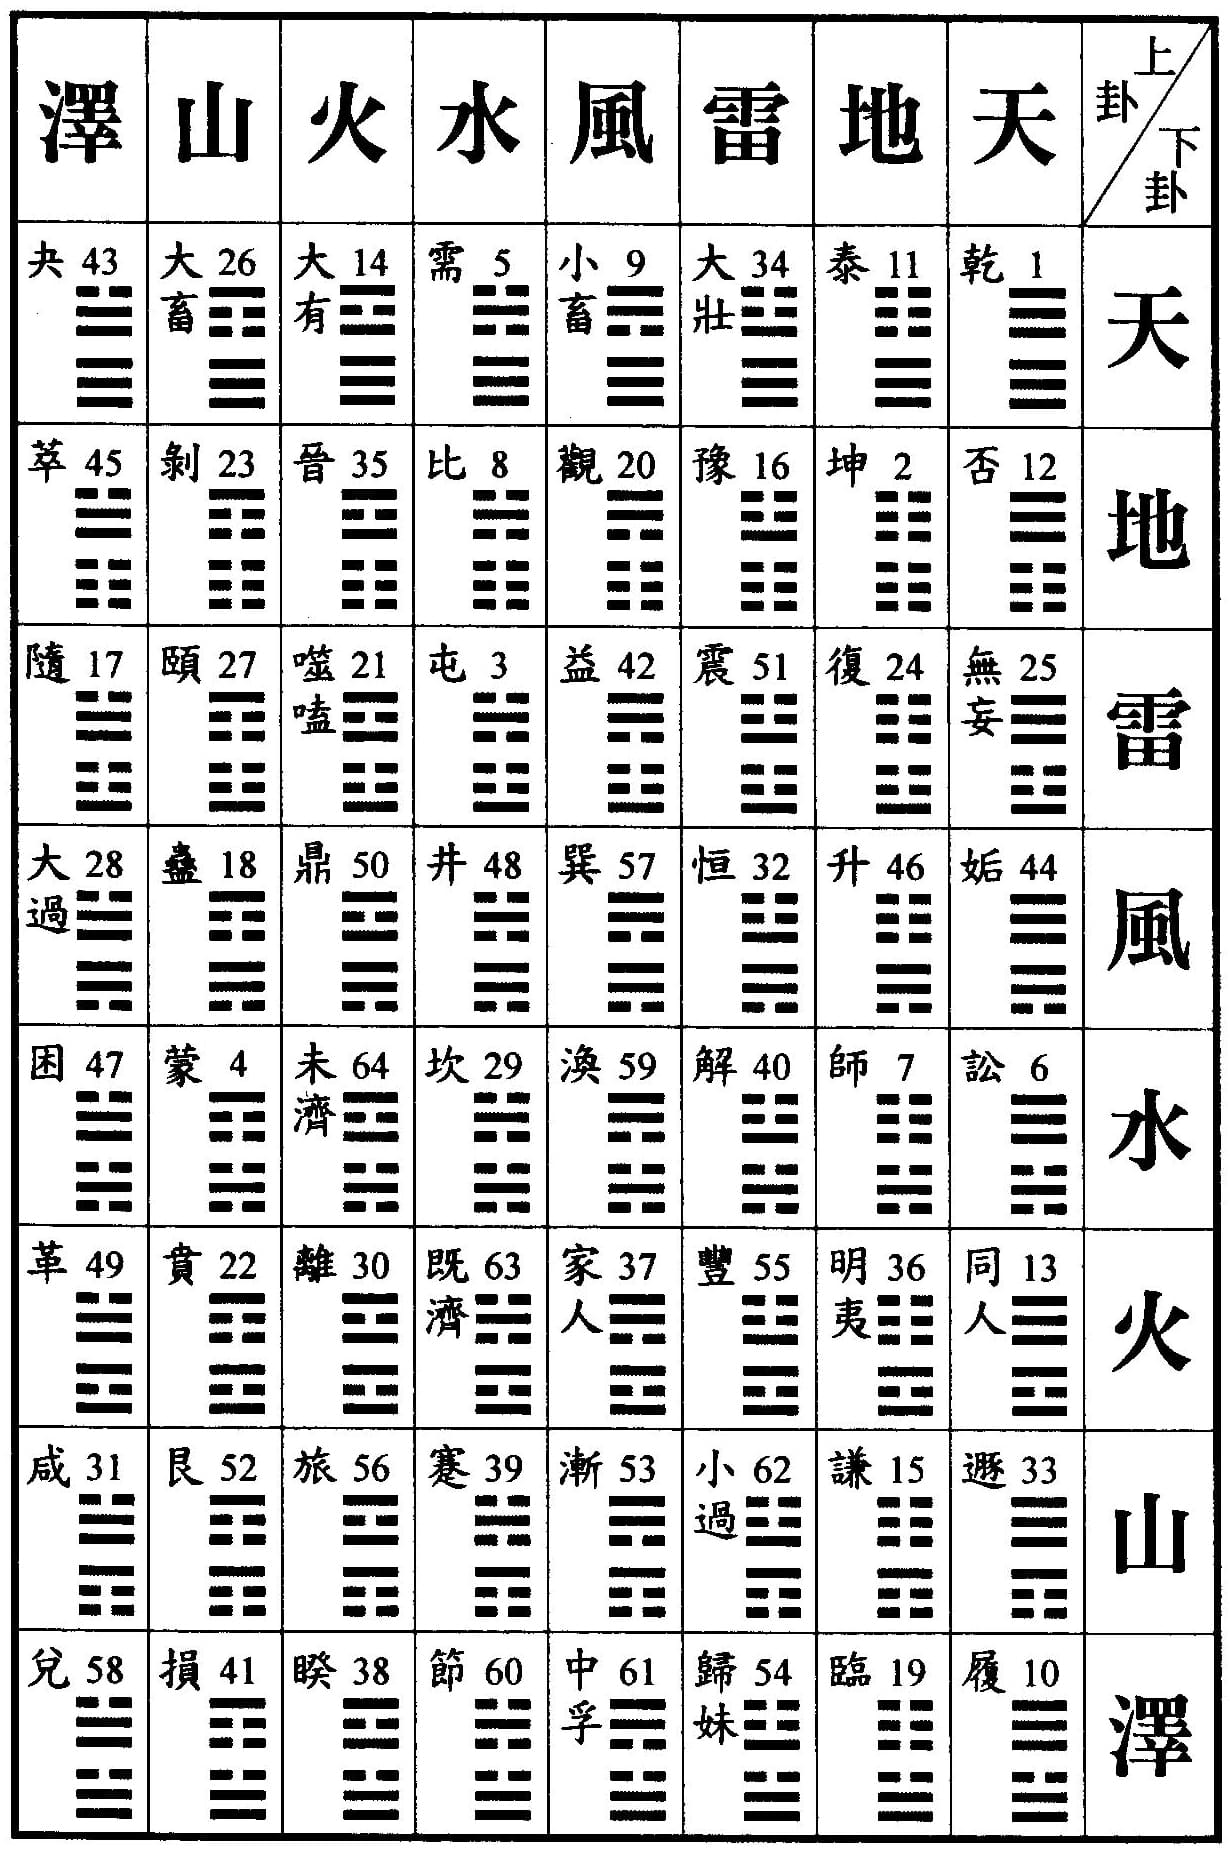 澤 山 火 水 風 雷 地 天 上卦 下卦
夬 43 大畜 26 大有 14 需 5 小畜 9 大壯 34 泰 11 乾 1 天
萃 45 剝 23 晉 35 比 8 觀 20 豫 16 坤 2 否 12 地
隨 17 頤 27 噬嗑 21 屯 3 益 42 震 51 復 24 無妄 25 雷
大過 28 蠱 18 鼎 50 井 48 巽 57 恒 32 升 46 姤 44 風
困 47 蒙 4 未濟 64 坎 29 渙 59 解 40 師 7 訟 6 水
革 49 賁 22 離 30 既濟 63 家人 37 豐 55 明夷 36 同人 13 火
咸 31 艮 52 旅 56 蹇 39 漸 53 小過 62 謙 15 遯 33 山
兌 58 損 41 睽 38 節 60 中孚 61 歸妹 54 臨 19 履 10 澤